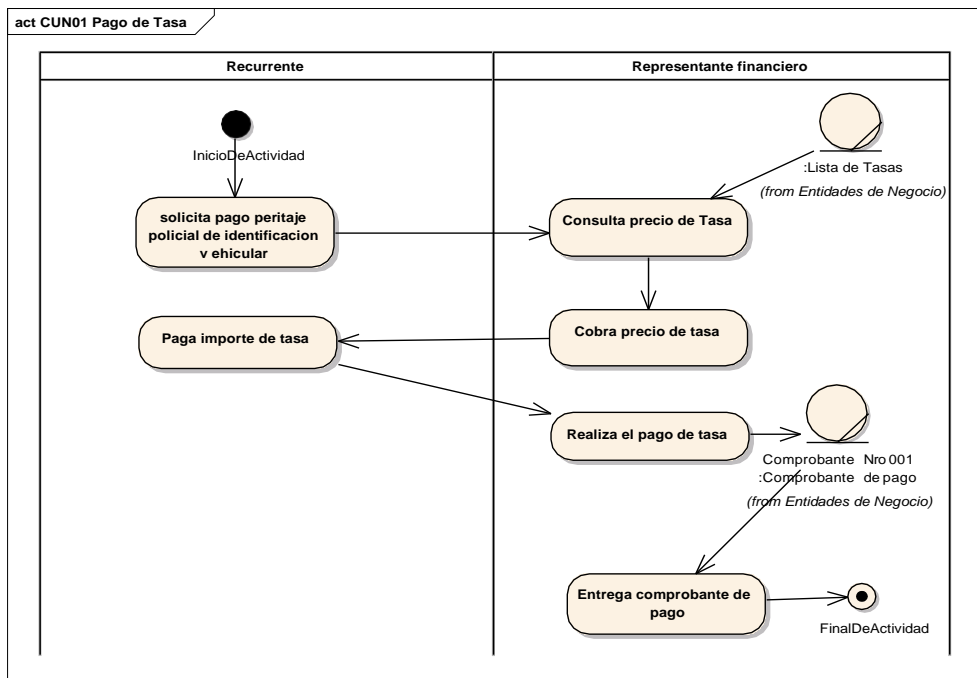 act CUN01 Pago de Tasa
Recurrente
Representante financiero
InicioDeActividad
:Lista de Tasas
(from Entidades de Negocio)
solicita pago peritaje
policial de identificacion
v ehicular
Consulta precio de Tasa
Paga importe de tasa
Cobra precio de tasa
Realiza el pago de tasa
Comprobante Nro 001
:Comprobante de pago
(from Entidades de Negocio)
Entrega comprobante de
pago
FinalDeActividad